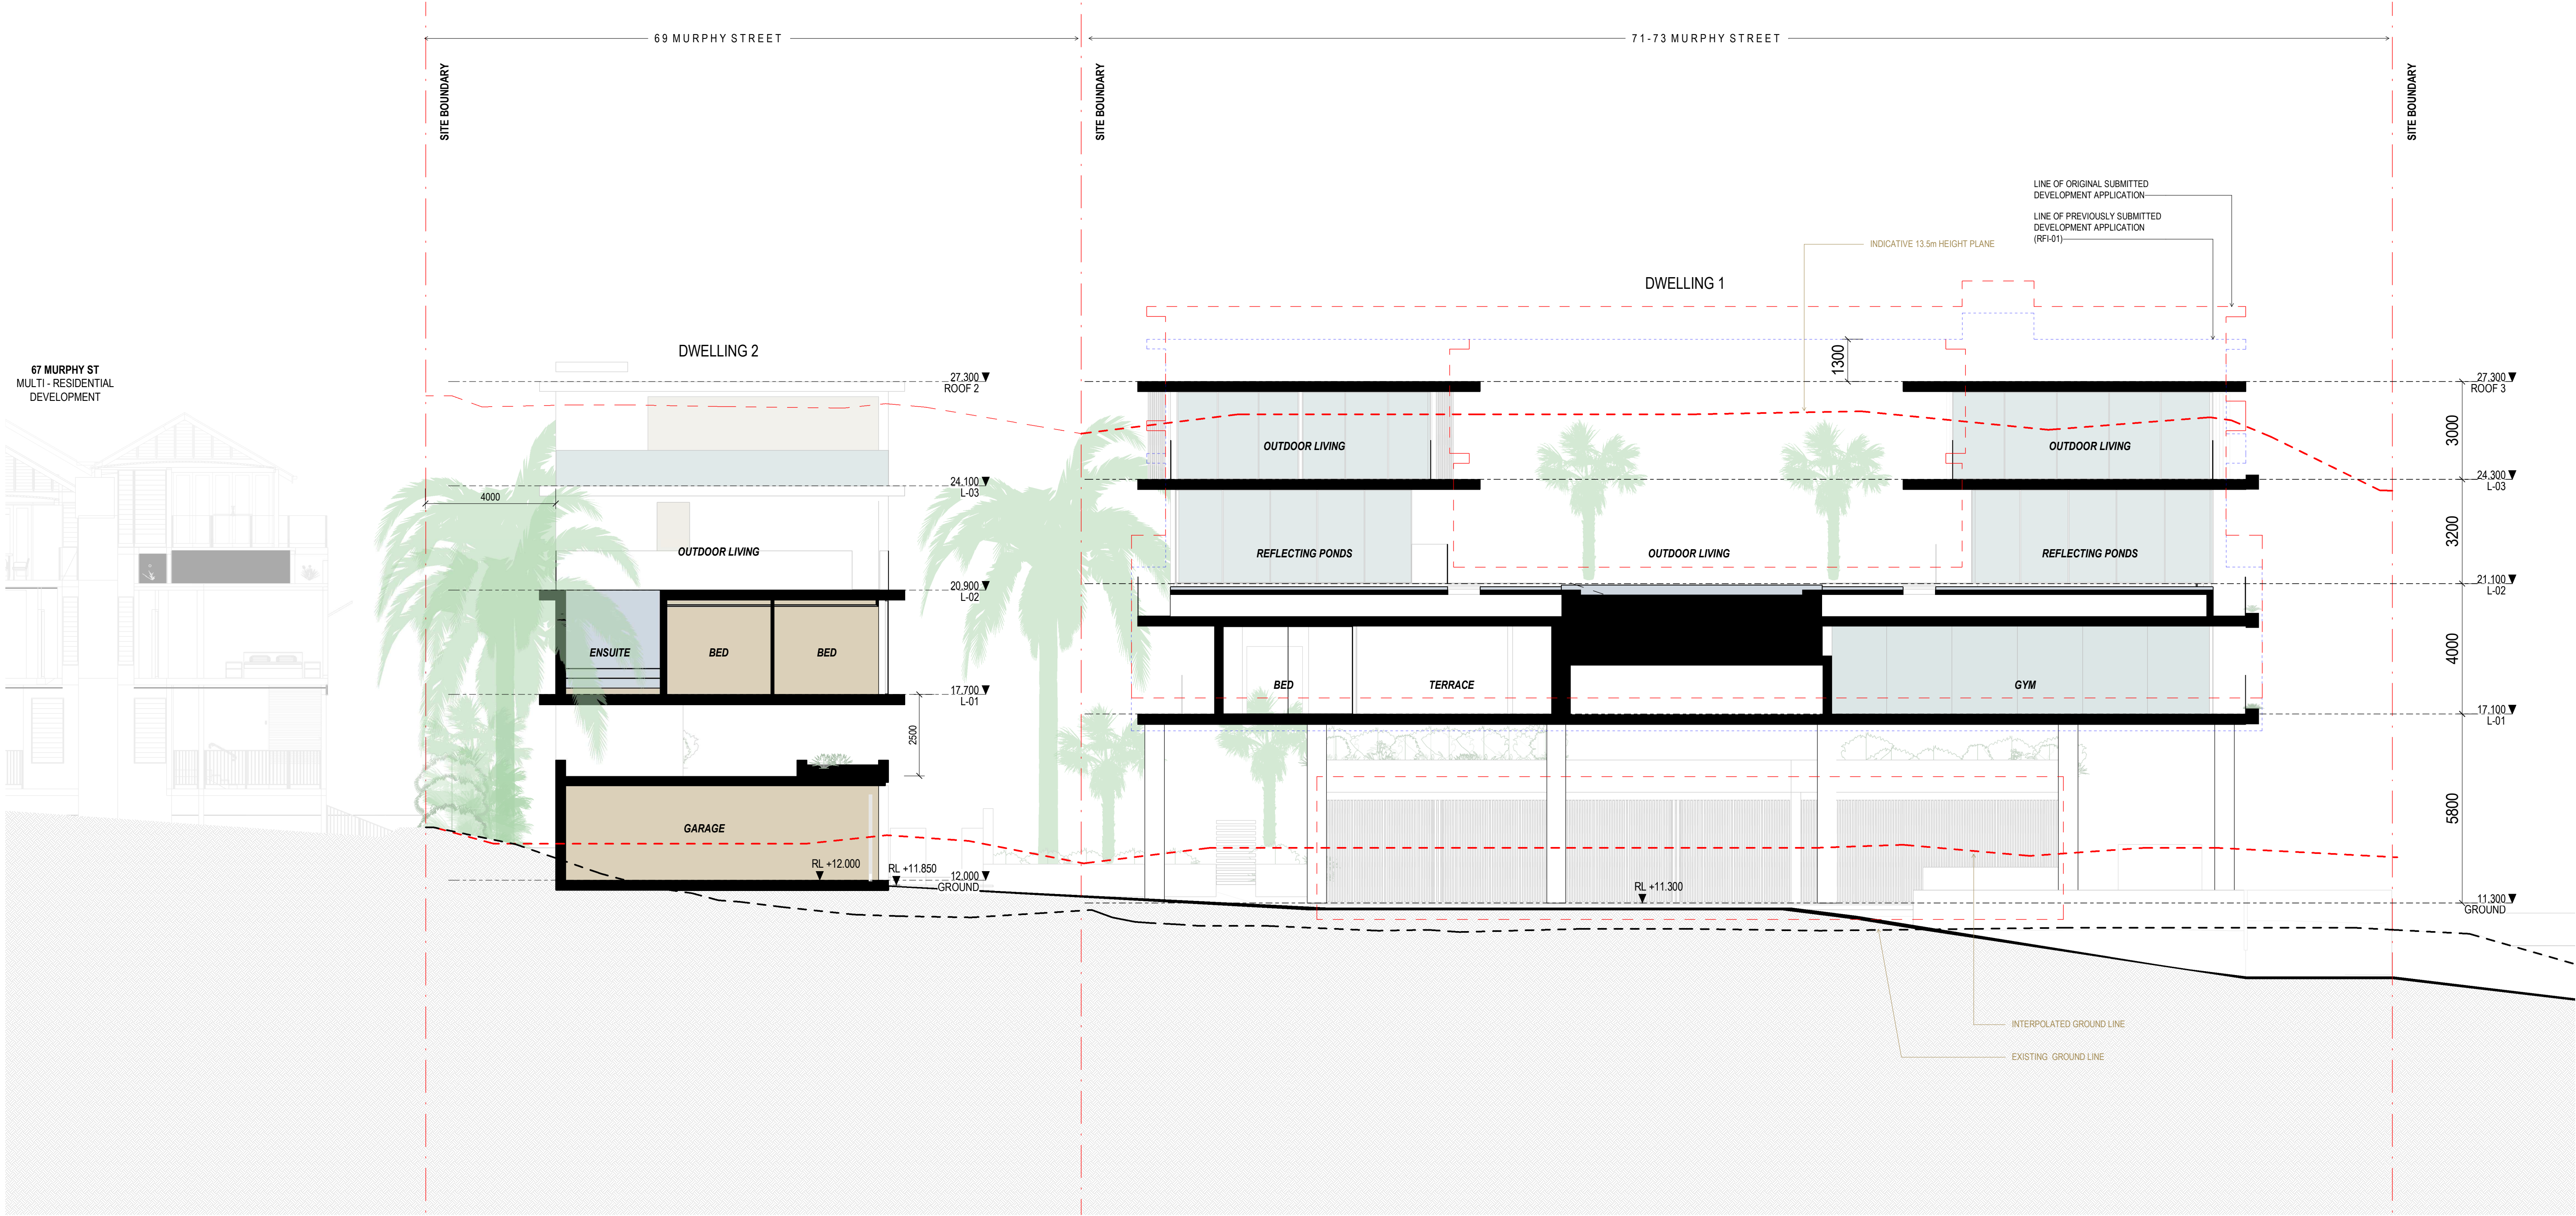 69 MURPHY STREET
71-73 MURPHY STREET
SITE BOUNDARY
SITE BOUNDARY
SITE BOUNDARY
LINE OF ORIGINAL SUBMITTED
DEVELOPMENT APPLICATION
LINE OF PREVIOUSLY SUBMITTED
DEVELOPMENT APPLICATION
(RFI-01)
INDICATIVE 13.5m HEIGHT PLANE
DWELLING 1
DWELLING 2
67 MURPHY ST
MULTI - RESIDENTIAL
DEVELOPMENT
1300
27.300
ROOF 2
27.300
ROOF 3
3000
OUTDOOR LIVING
OUTDOOR LIVING
24.100
L-03
24.300
L-03
4000
3200
OUTDOOR LIVING
REFLECTING PONDS
OUTDOOR LIVING
REFLECTING PONDS
20.900
L-02
21.100
L-02
4000
ENSUITE
BED
BED
BED
TERRACE
GYM
17.700
L-01
17.100
L-01
2500
5800
GARAGE
RL +12.000
RL +11.850
12.000
GROUND
RL +11.300
11.300
GROUND
INTERPOLATED GROUND LINE
EXISTING GROUND LINE